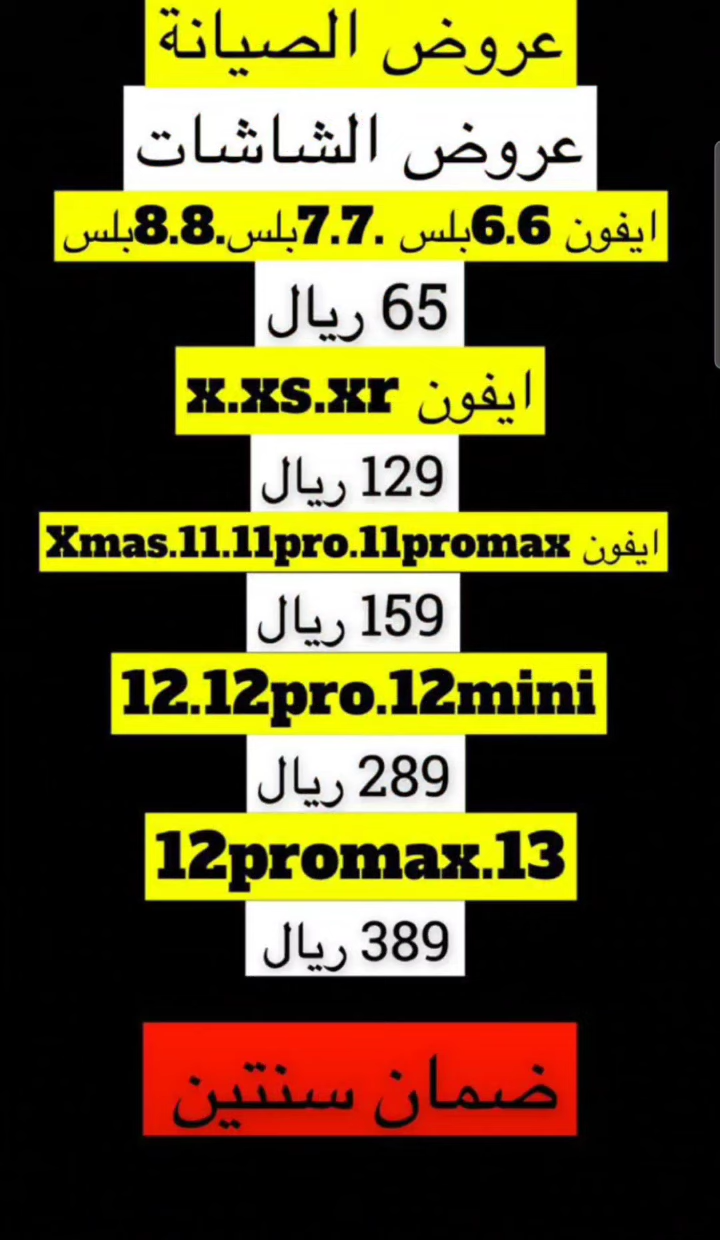 عروض الصيانة
عروض الشاشات
ايفون 6.6بلس .7.7بلس.8.8بلس
65 ريال
ايفون x.xs.xr
129 ريال
ايفون Xmas.11.11pro.11promax
159 ريال
12.12pro.12mini
289 ريال
12promax.13
389 ريال
ضمان سنتين